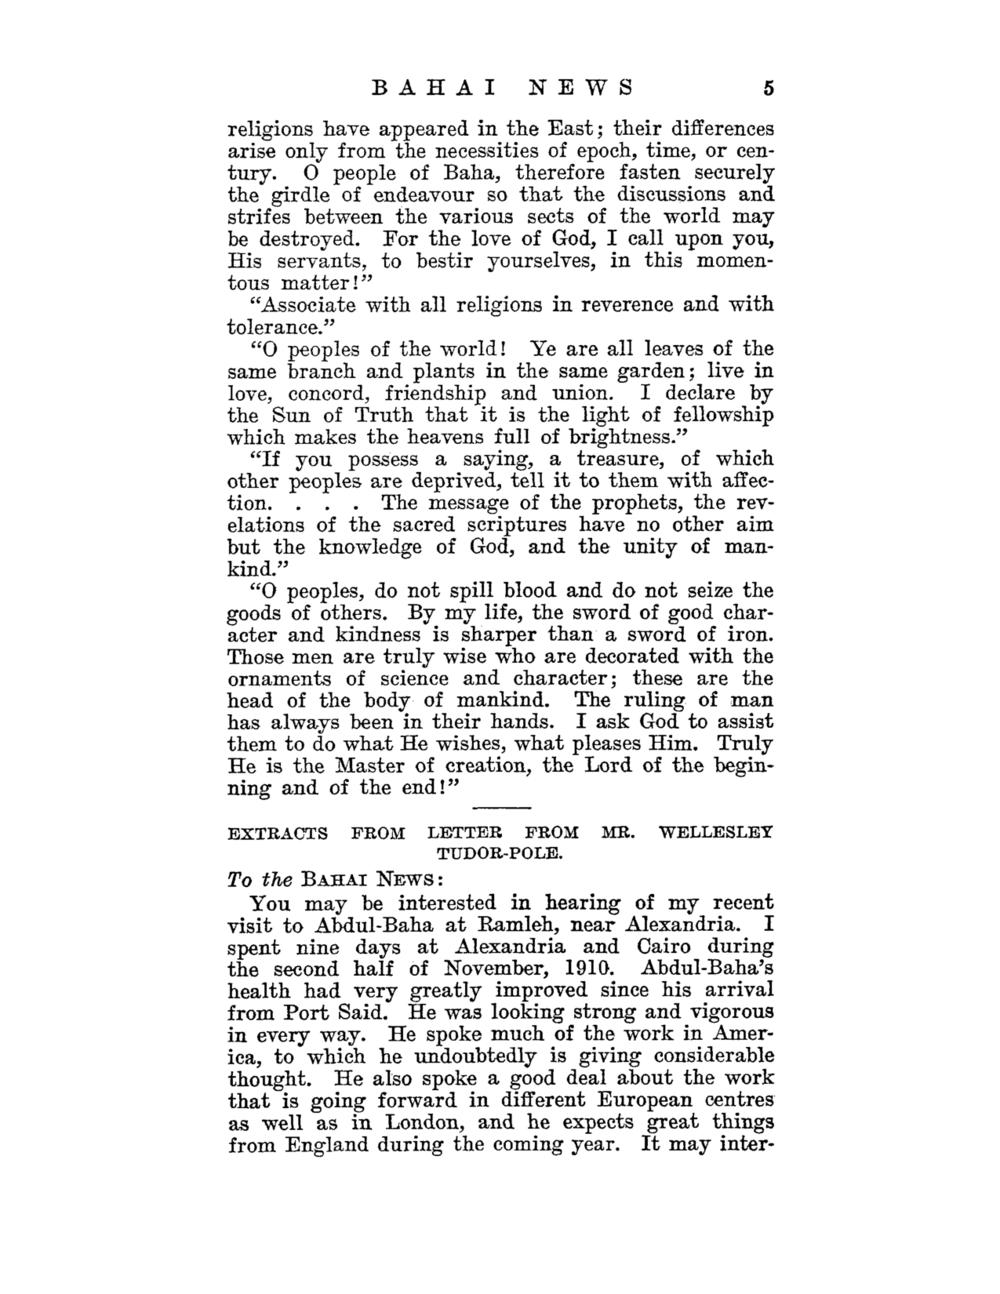 BAHAI NEWS 5
religions have appeared in the East; their differences
arise only from the necessities of epoch, time, or cen-
tury. O people of Baha, therefore fasten securely
the girdle of endeavour so that the discussions and
strifes between the various sects of the world may
be destroyed. For the love of God, I call upon you,
His servants, to bestir yourselves, in this momen-
tous matter!”
“Associate with all religions in reverence and with
tolerance.”
“O peoples of the world! Ye are all leaves of the
same branch and plants in the same garden; live in
love, concord, friendship and union. I declare by
the Sun of Truth that it is the light of fellowship
which makes the heavens full of brightness.”
“If you possess a saying, a treasure, of which
other peoples are deprived, tell it to them with affec-
tion. . . . The message of the prophets, the rev-
elations of the sacred scriptures have no other aim
but the knowledge of God, and the unity of man-
kind.”
“O peoples, do not spill blood and do not seize the
goods of others. By my life, the sword of good char-
acter and kindness is sharper than a sword of iron.
Those men are truly wise who are decorated with the
ornaments of science and character; these are the
head of the body of mankind. The ruling of man
has always been in their hands. I ask God to assist
them to do what He wishes, what pleases Him. Truly
He is the Master of creation, the Lord of the begin-
ning and of the end!”
EXTRACTS FROM LETTER FROM MR. WELLESLEY
TUDOR-POLE.
To the BAHAI NEWS:
You may be interested in hearing of my recent
visit to Abdul-Baha at Ramleh, near Alexandria. I
spent nine days at Alexandria and Cairo during
the second half of November, 1910. Abdul-Baha’s
health had very greatly improved since his arrival
from Port Said. He was looking strong and vigorous
in every way. He spoke much of the work in Amer-
ica, to which he undoubtedly is giving considerable
thought. He also spoke a good deal about the work
that is going forward in different European centres
as well as in London, and he expects great things
from England during the coming year. It may inter-